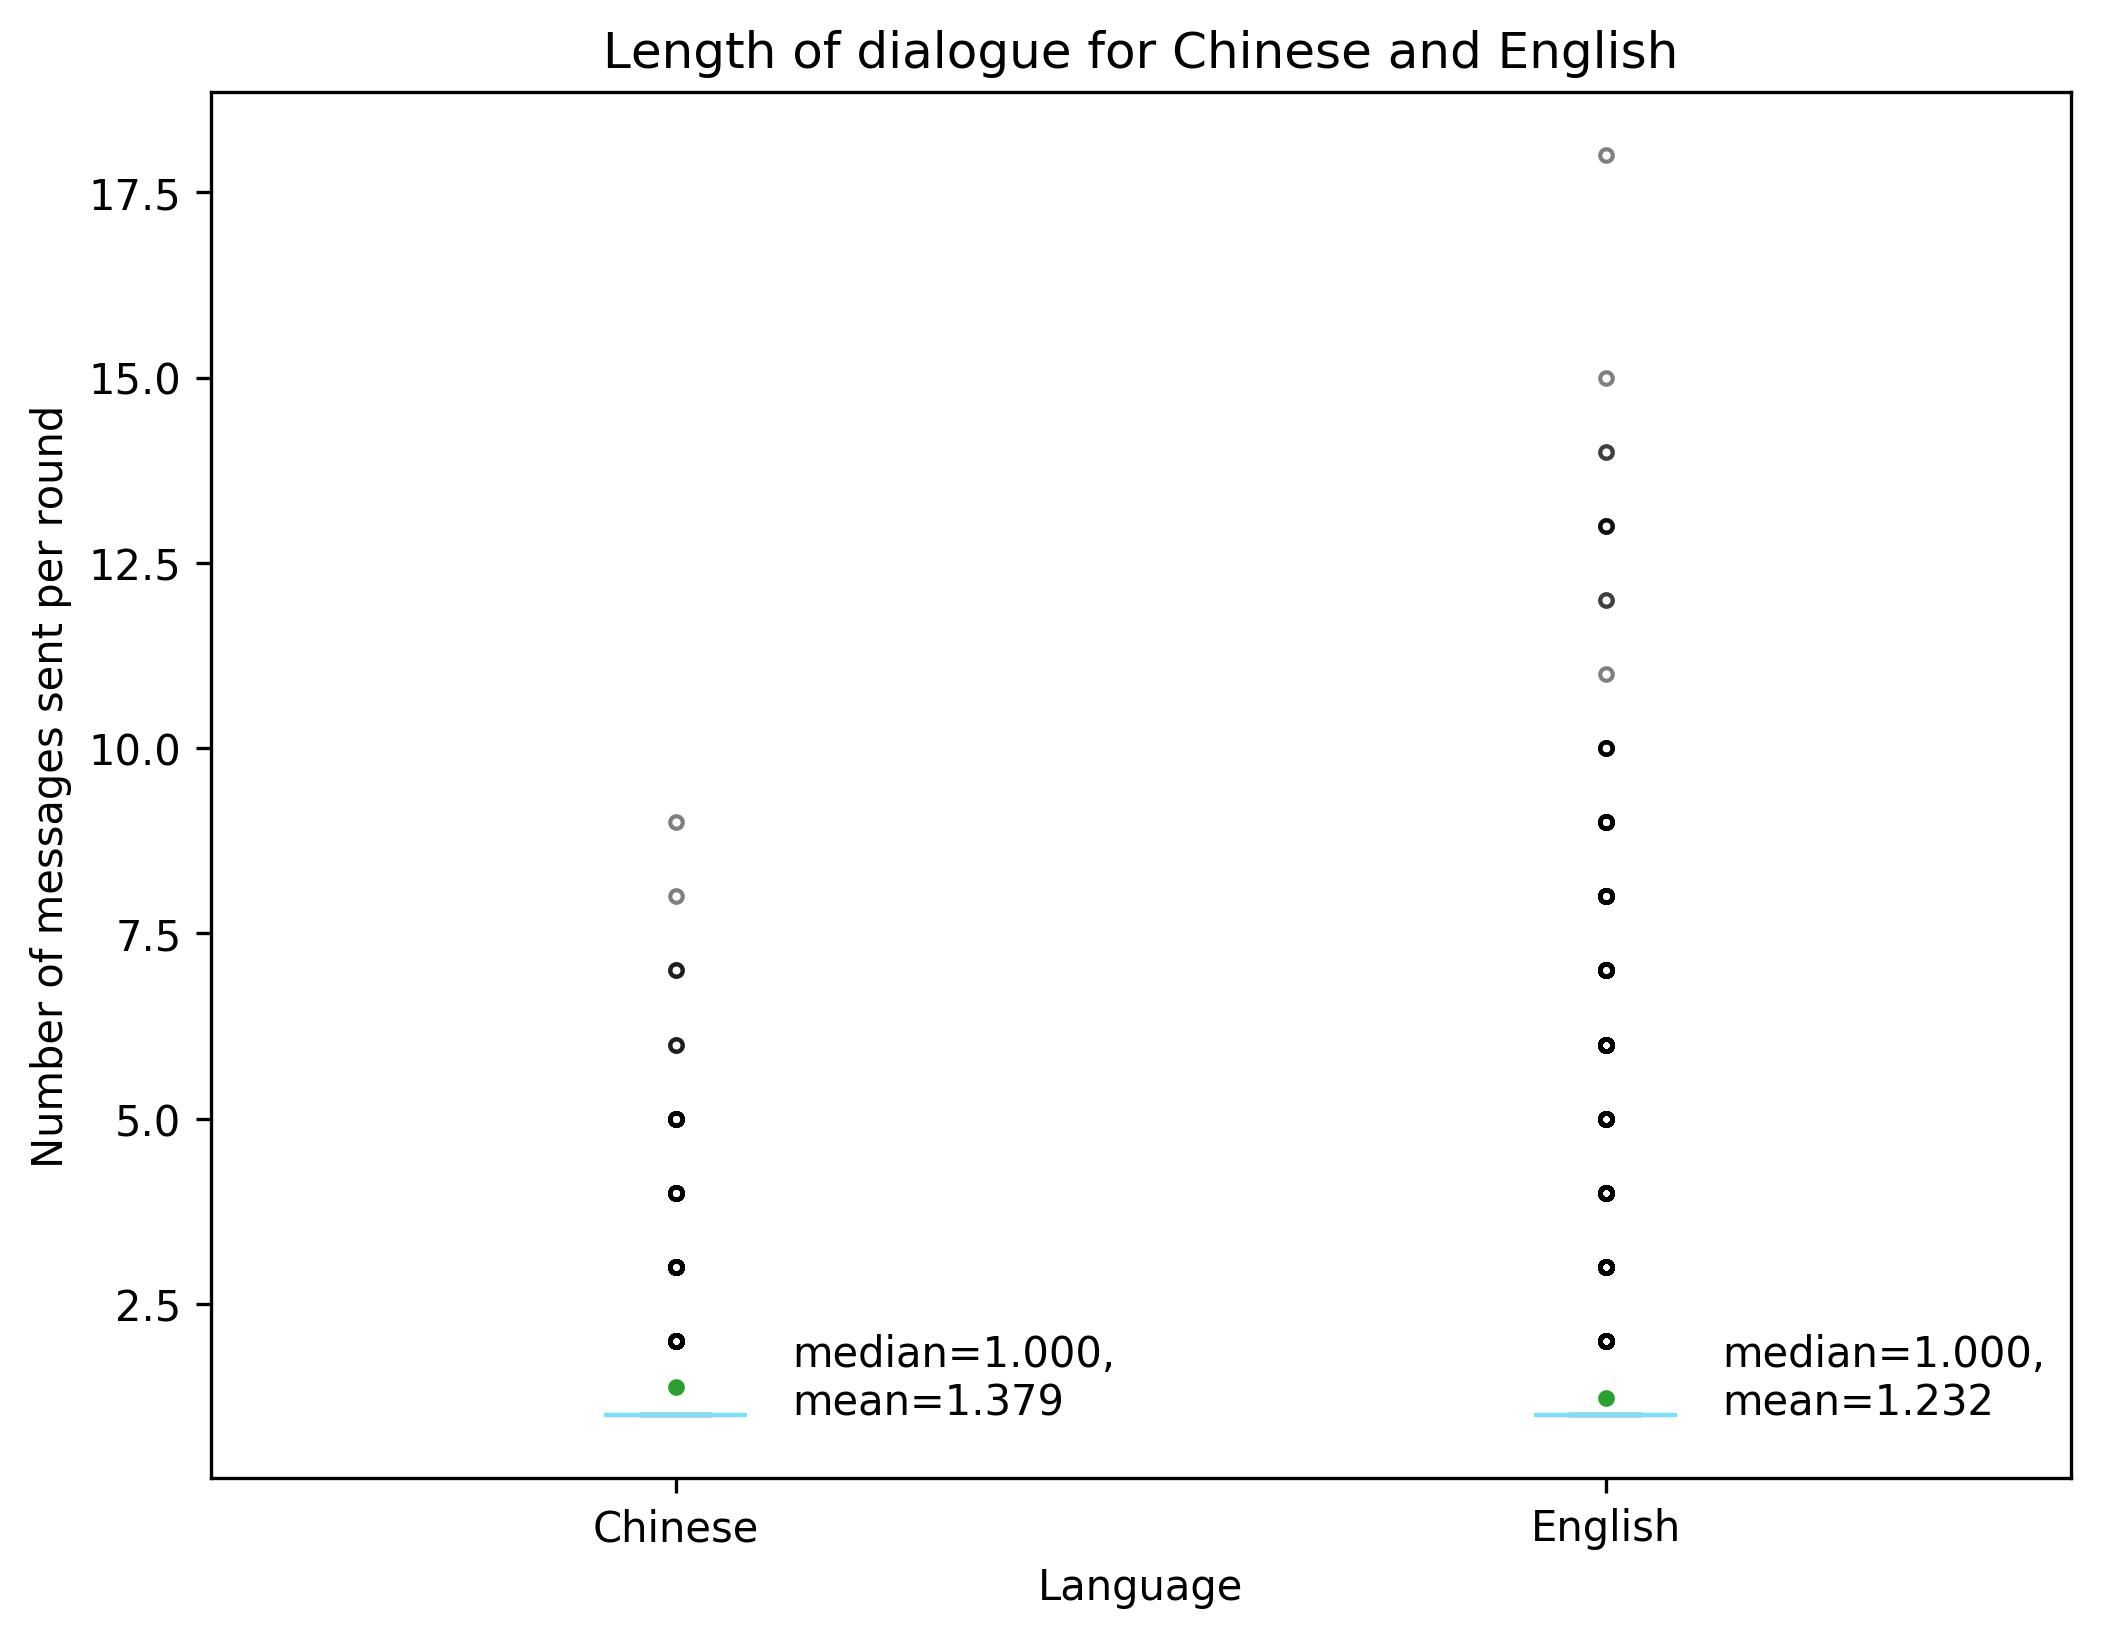 Length of dialogue for Chinese and English
Number of messages sent per round
17.5
15.0
12.5
10.0
7.5
5.0
2.5
median=1.000,
mean=1.379
median=1.000,
mean=1.232
Chinese
English
Language